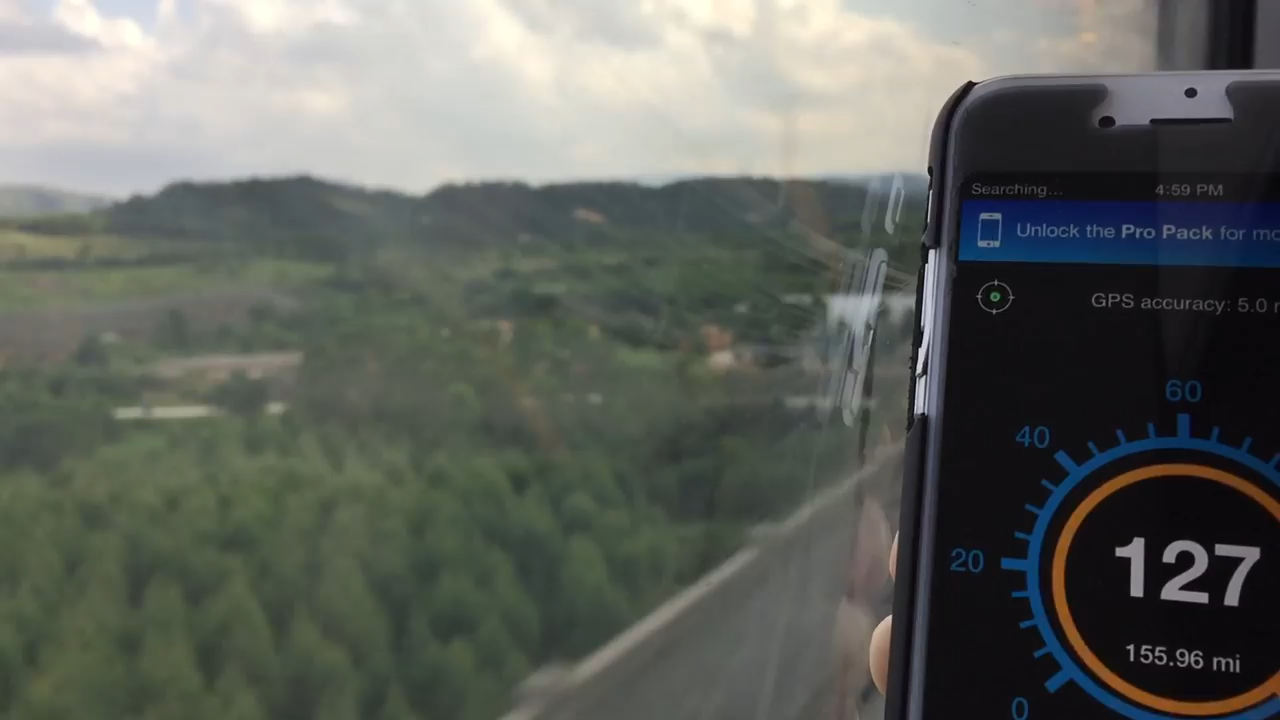 Searching... 4:59 PM
Unlock the Pro Pack for
GPS accuracy: 5.0
60
40
20
127
155.96 mi
0